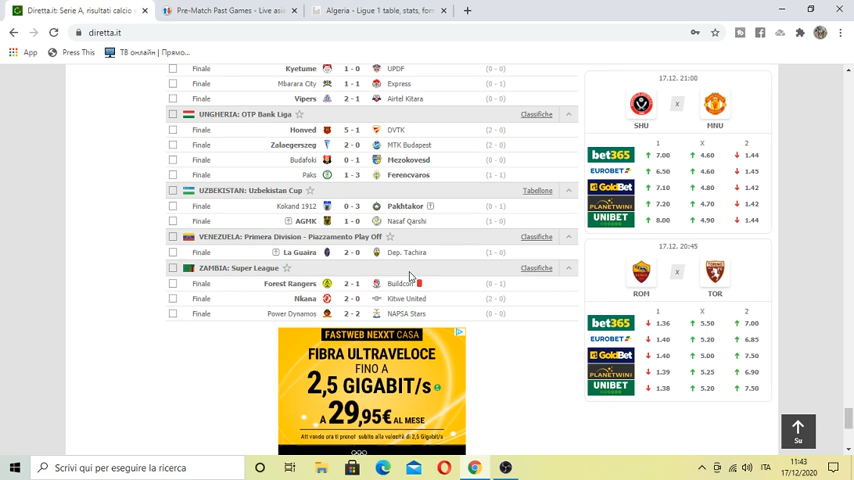 Diretta.it: Serie A, risultati calcio
Pre-Match Past Games - Live asi
Algeria - Ligue 1 table, stats, for
diretta.it
App
Press This
ТВ онлайн | Прямо...
Finale Kyetume 1 - 0 UPDF (0 - 0)
Finale Mbarara City 1 - 1 Express (0 - 1)
Finale Vipers 2 - 1 Airtel Kitara (0 - 0)
UNGHERIA: OTP Bank Liga Classifiche
Finale Honved 5 - 1 DVTK (2 - 0)
Finale Zalaegerszeg 2 - 0 MTK Budapest (2 - 0)
Finale Budafoki 0 - 1 Mezokovesd (0 - 0)
Finale Paks 1 - 3 Ferencvaros (1 - 1)
UZBEKISTAN: Uzbekistan Cup Tabellone
Finale Kokand 1912 0 - 3 Pakhtakor (0 - 1)
Finale AGMK 1 - 0 Nasaf Qarshi (0 - 0)
VENEZUELA: Primera Division - Piazzamento Play Off Classifiche
Finale La Guaira 2 - 0 Dep. Tachira (1 - 0)
ZAMBIA: Super League Classifiche
Finale Forest Rangers 2 - 1 Buildcon (0 - 1)
Finale Nkana 2 - 0 Kitwe United (2 - 0)
Finale Power Dynamos 2 - 2 NAPSA Stars (0 - 0)
FASTWEB NEXXT CASA
FIBRA ULTRAVELOCE
FINO A
2,5 GIGABIT/s
A 29,95€ AL MESE
17.12. 21:00
x
SHU MNU
1 X 2
bet365 7.00 4.60 1.44
EUROBET 6.50 4.60 1.45
GoldBet 7.10 4.80 1.42
PLANETWIN 7.20 4.70 1.42
UNIBET 8.00 4.90 1.44
17.12. 20:45
x
ROM TOR
1 X 2
bet365 1.36 5.50 7.00
EUROBET 1.40 5.20 6.85
GoldBet 1.40 5.00 7.50
PLANETWIN 1.39 5.25 6.90
UNIBET 1.38 5.20 7.50
Su
Scrivi qui per eseguire la ricerca
ITA
11:43
17/12/2020